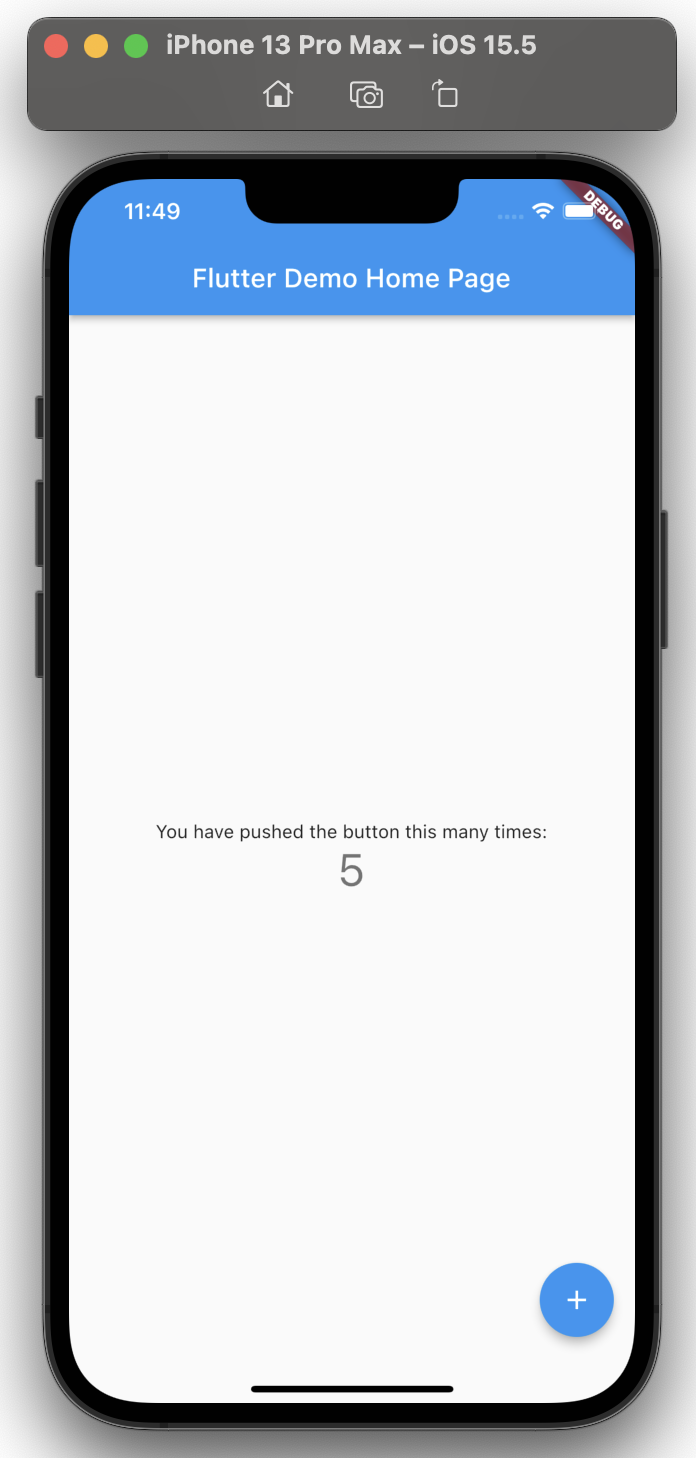 iPhone 13 Pro Max – iOS 15.5
11:49
DEBUG
Flutter Demo Home Page
You have pushed the button this many times:
5
+